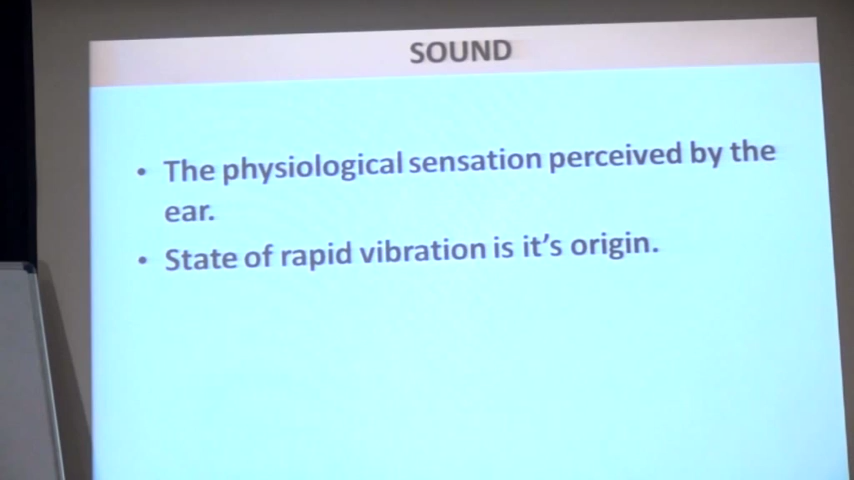 SOUND
• The physiological sensation perceived by the
ear.
• State of rapid vibration is it's origin.